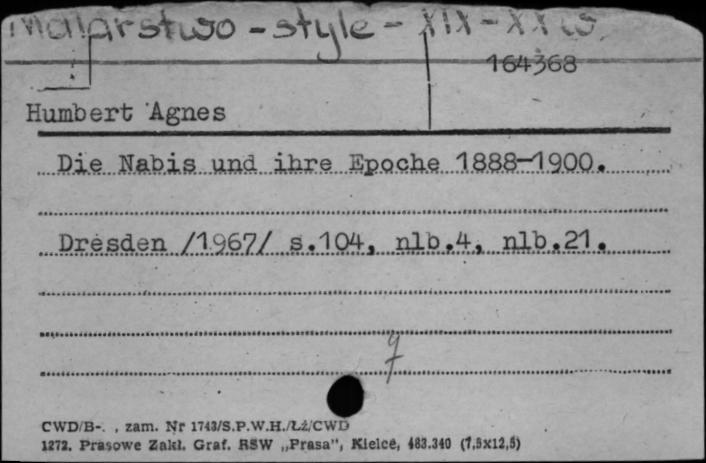 Malarstwo - style - XIX-XX w.
164368
Humbert Agnes
Die Nabis und ihre Epoche 1888-1900.
Dresden /1967/ s.104, nlb.4, nlb.21.
CWD/B-. , zam. Nr 1743/S.P.W.H./Łź/CWD
1272. Prasowe Zakł. Graf. RSW „Prasa", Kielce, 483.340 (7,5x12,5)